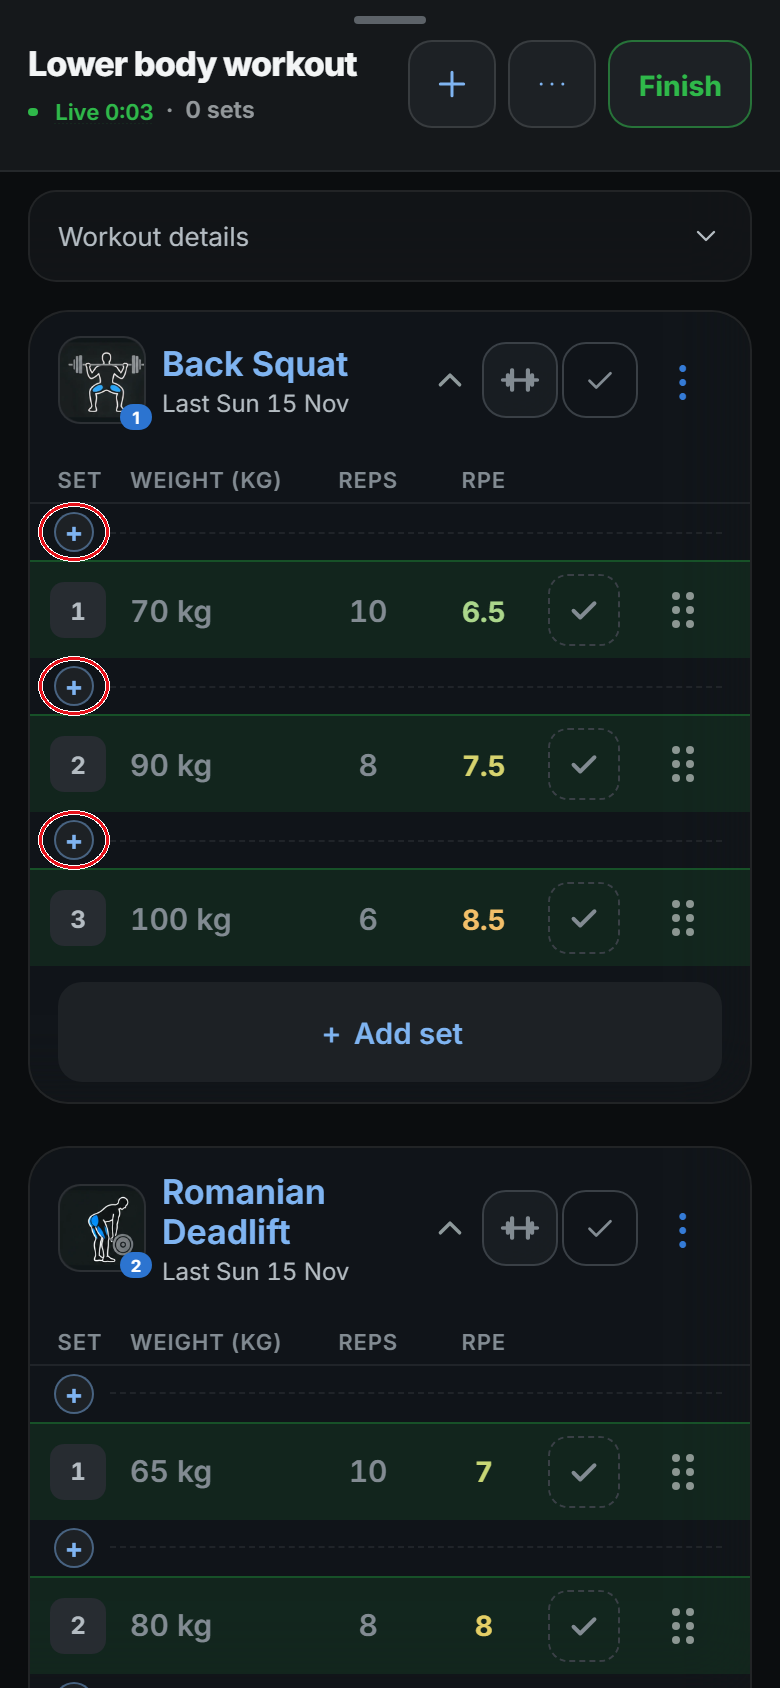 Lower body workout
Live 0:03 · 0 sets
+ ... Finish
Workout details
1
Back Squat
Last Sun 15 Nov
SET WEIGHT (KG) REPS RPE
+
1 70 kg 10 6.5
+
2 90 kg 8 7.5
+
3 100 kg 6 8.5
+ Add set
2
Romanian
Deadlift
Last Sun 15 Nov
SET WEIGHT (KG) REPS RPE
+
1 65 kg 10 7
+
2 80 kg 8 8